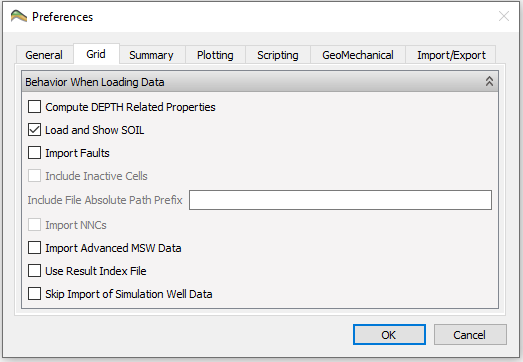 Preferences
General Grid Summary Plotting Scripting GeoMechanical Import/Export
Behavior When Loading Data
Compute DEPTH Related Properties
Load and Show SOIL
Import Faults
Include Inactive Cells
Include File Absolute Path Prefix
Import NNCs
Import Advanced MSW Data
Use Result Index File
Skip Import of Simulation Well Data
OK Cancel